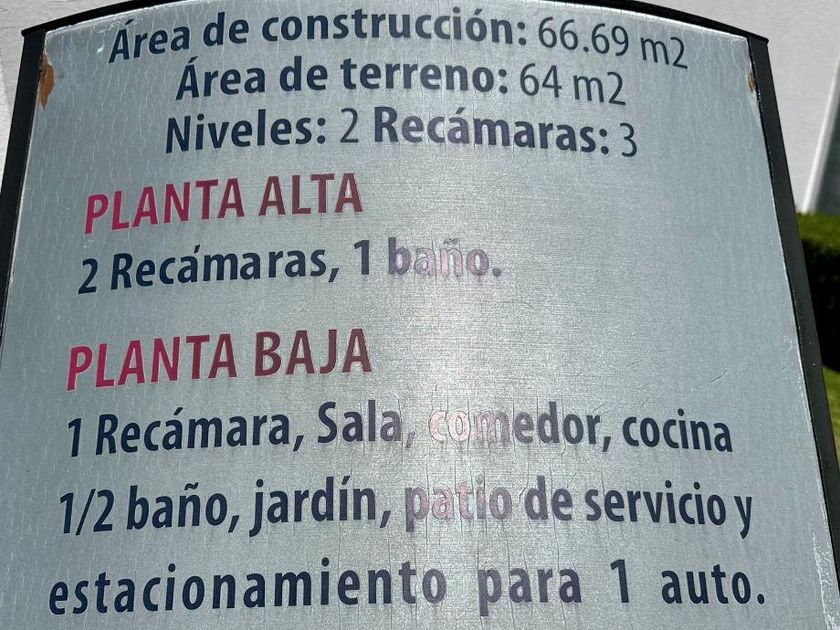 Área de construcción: 66.69 m2
Área de terreno: 64 m2
Niveles: 2 Recámaras: 3
PLANTA ALTA
2 Recámaras, 1 baño.
PLANTA BAJA
1 Recámara, Sala, comedor, cocina
1/2 baño, jardín, patio de servicio y
estacionamiento para 1 auto.